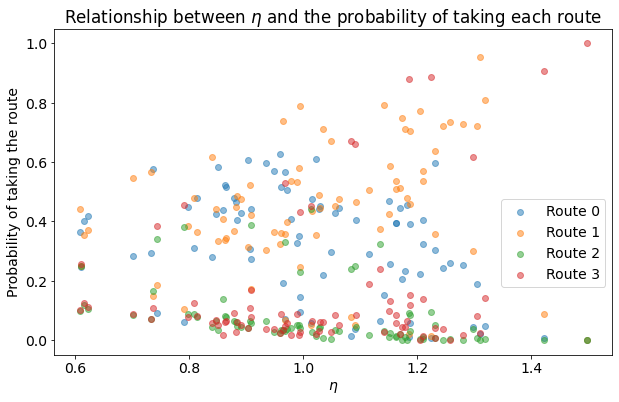 Relationship between η and the probability of taking each route
Probability of taking the route
1.0
0.8
0.6
0.4
0.2
0.0
0.6
0.8
1.0
1.2
1.4
η
Route 0
Route 1
Route 2
Route 3